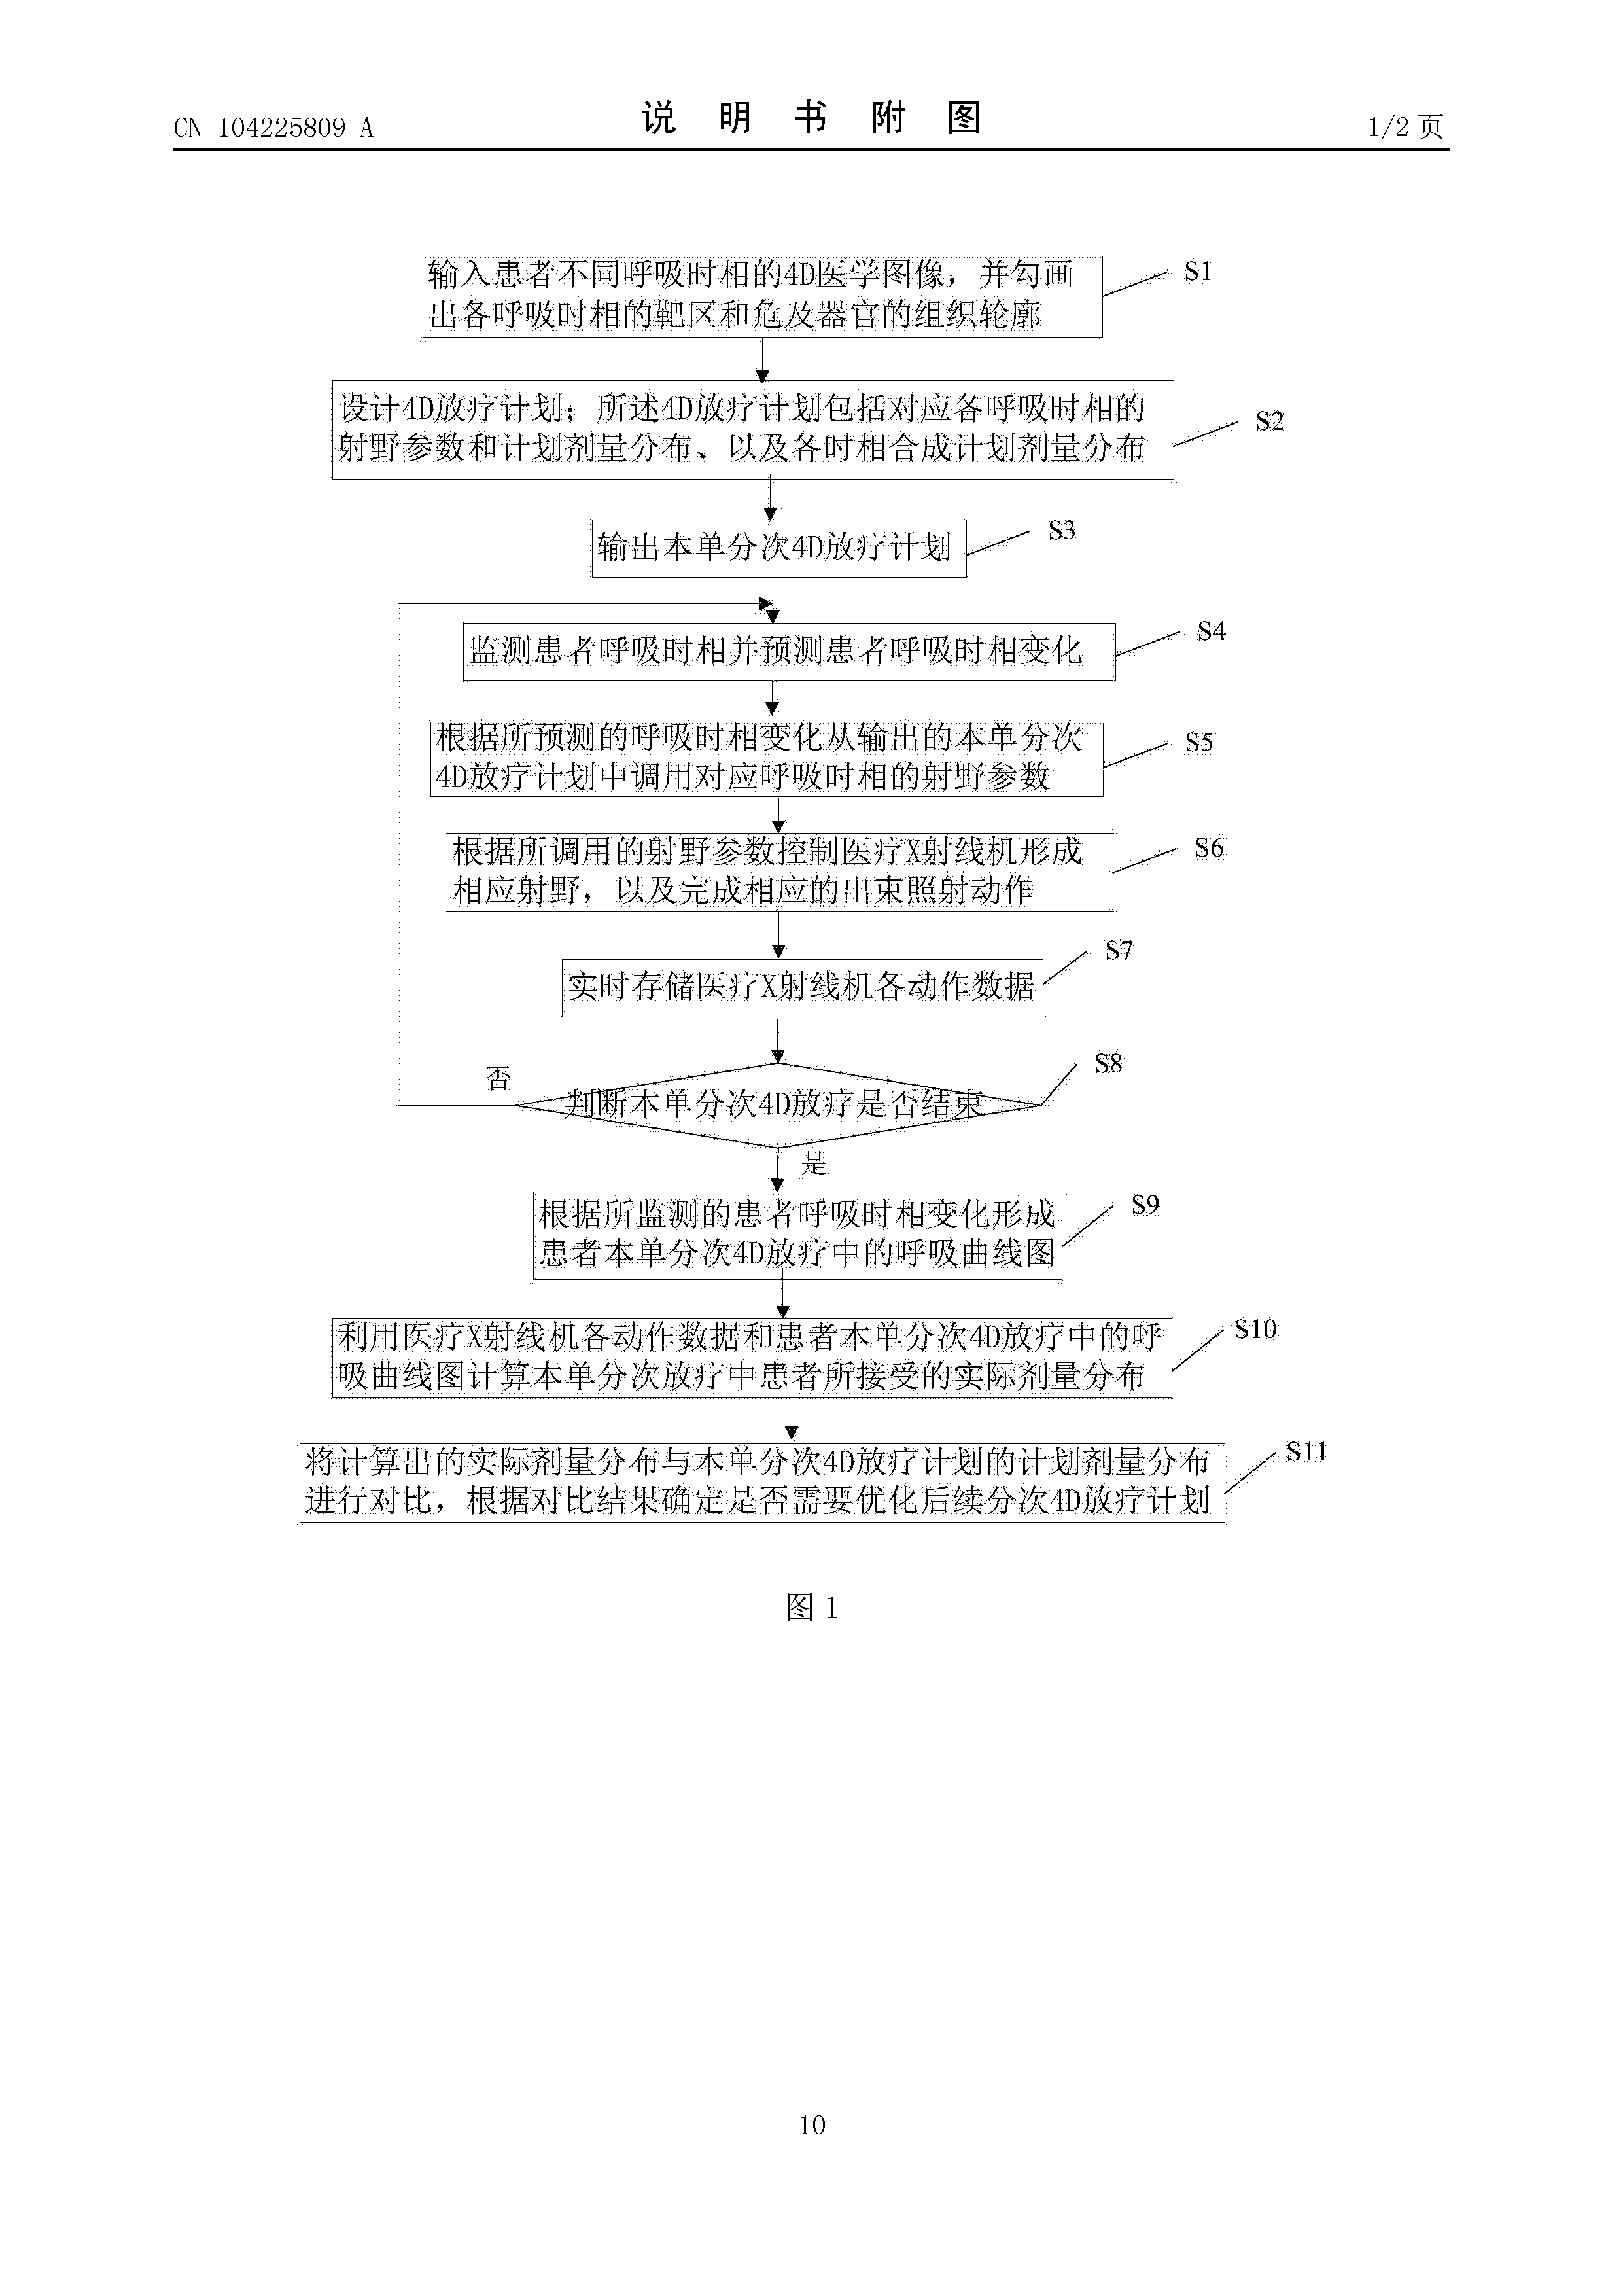 CN 104225809 A
说明书附图
1/2 页
输入患者不同呼吸时相的4D医学图像，并勾画
出各呼吸时相的靶区和危及器官的组织轮廓
S1
设计4D放疗计划；所述4D放疗计划包括对应各呼吸时相的
射野参数和计划剂量分布、以及各时相合成计划剂量分布
S2
输出本单分次4D放疗计划
S3
监测患者呼吸时相并预测患者呼吸时相变化
S4
根据所预测的呼吸时相变化从输出的本单分次
4D放疗计划中调用对应呼吸时相的射野参数
S5
根据所调用的射野参数控制医疗X射线机形成
相应射野，以及完成相应的出束照射动作
S6
实时存储医疗X射线机各动作数据
S7
判断本单分次4D放疗是否结束
S8
否
是
根据所监测的患者呼吸时相变化形成
患者本单分次4D放疗中的呼吸曲线图
S9
利用医疗X射线机各动作数据和患者本单分次4D放疗中的呼
吸曲线图计算本单分次放疗中患者所接受的实际剂量分布
S10
将计算出的实际剂量分布与本单分次4D放疗计划的计划剂量分布
进行对比，根据对比结果确定是否需要优化后续分次4D放疗计划
S11
图 1
10